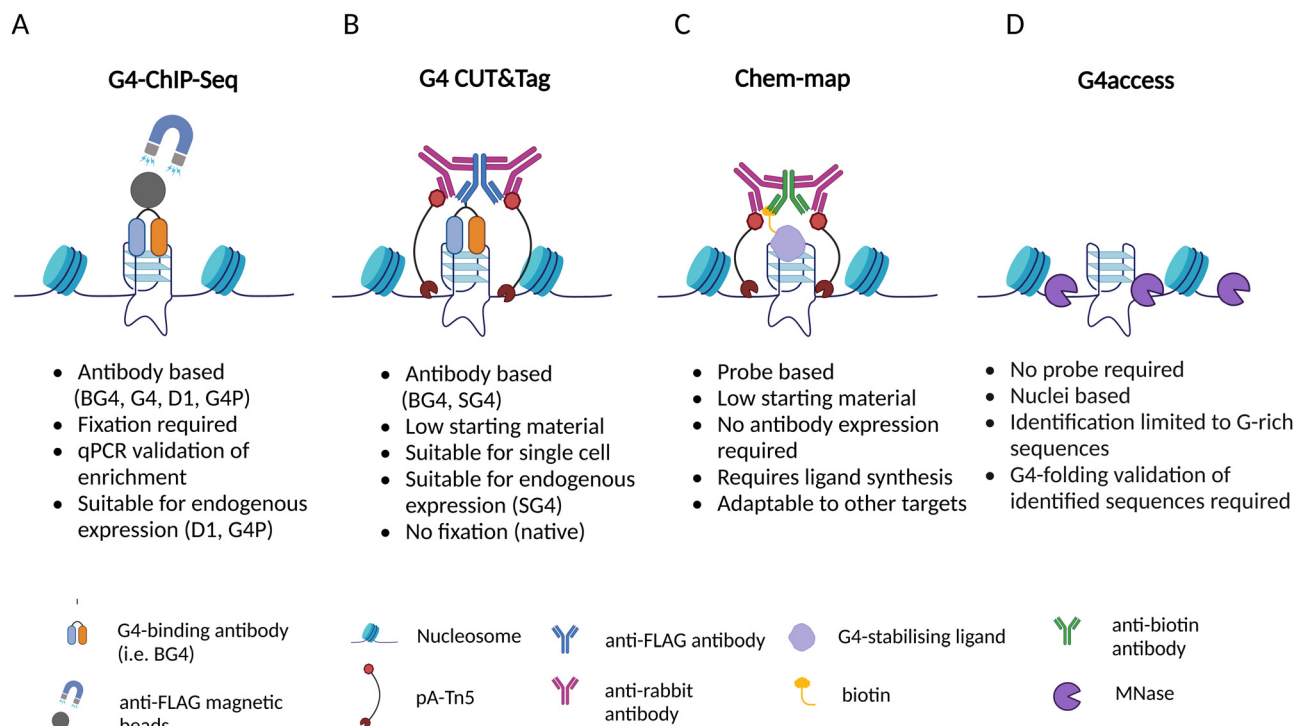 A
B
C
D
G4-ChIP-Seq
G4 CUT&Tag
Chem-map
G4access
• Antibody based
(BG4, G4, D1, G4P)
• Fixation required
• qPCR validation of
enrichment
• Suitable for endogenous
expression (D1, G4P)
• Antibody based
(BG4, SG4)
• Low starting material
• Suitable for single cell
• Suitable for endogenous
expression (SG4)
• No fixation (native)
• Probe based
• Low starting material
• No antibody expression
required
• Requires ligand synthesis
• Adaptable to other targets
• No probe required
• Nuclei based
• Identification limited to G-rich
sequences
• G4-folding validation of
identified sequences required
G4-binding antibody
(i.e. BG4)
anti-FLAG magnetic
beads
Nucleosome
pA-Tn5
anti-FLAG antibody
anti-rabbit
antibody
G4-stabilising ligand
biotin
anti-biotin
antibody
MNase